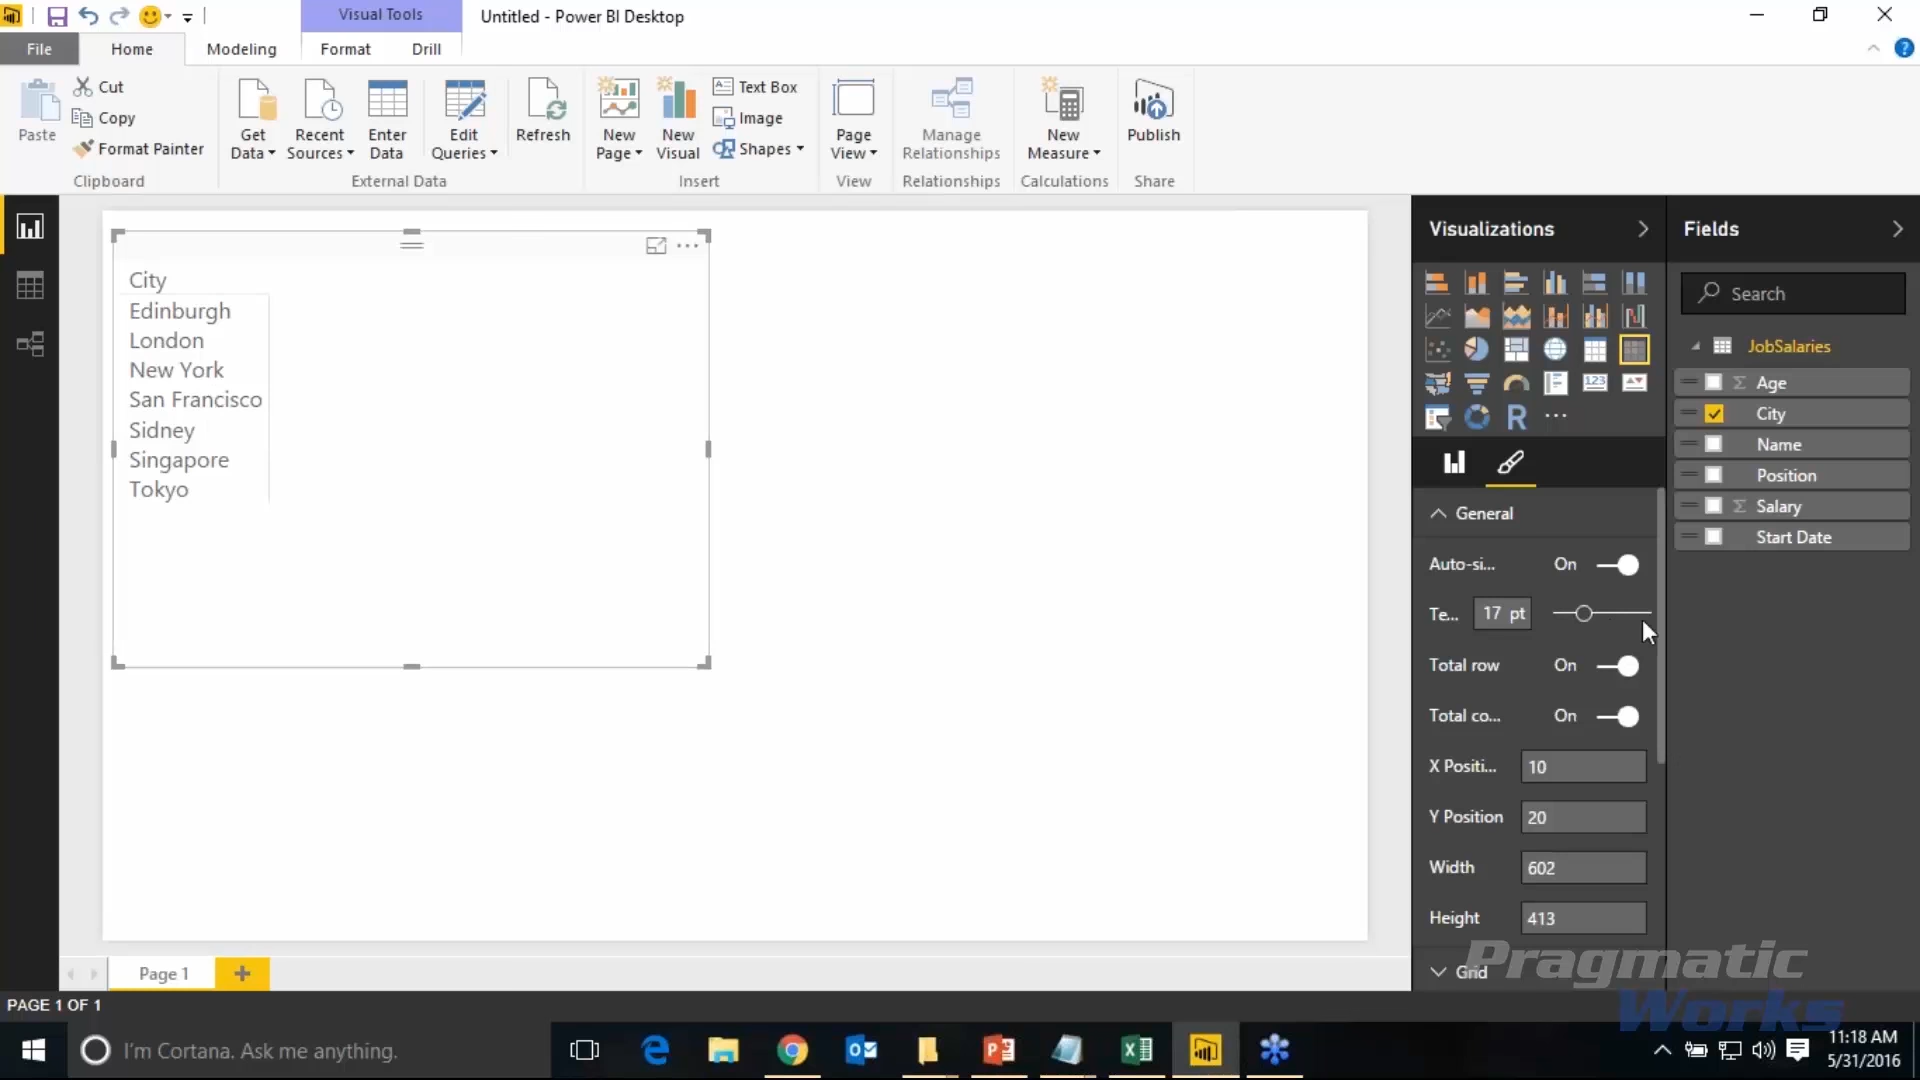 Visual Tools
Untitled - Power BI Desktop
File
Home
Modeling
Format
Drill
Paste
Cut
Copy
Format Painter
Clipboard
Get Data
Recent Sources
Enter Data
Edit Queries
External Data
Refresh
New Page
New Visual
Text Box
Image
Shapes
Insert
Page View
View
Manage Relationships
Relationships
New Measure
Calculations
Publish
Share
City
Edinburgh
London
New York
San Francisco
Sidney
Singapore
Tokyo
Visualizations
123
R
General
Auto-si... On
Te... 17 pt
Total row On
Total co... On
X Positi... 10
Y Position 20
Width 602
Height 413
Grid
Fields
Search
JobSalaries
Σ Age
City
Name
Position
Σ Salary
Start Date
Pragmatic
Works
Page 1
PAGE 1 OF 1
I'm Cortana. Ask me anything.
11:18 AM
5/31/2016